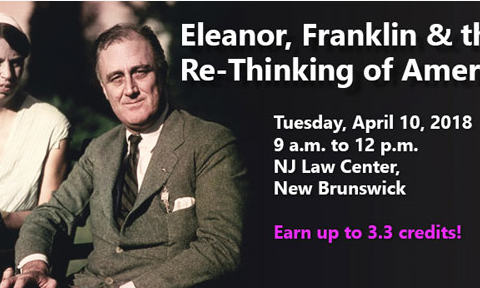 Eleanor, Franklin & th
Re-Thinking of Amer
Tuesday, April 10, 2018
9 a.m. to 12 p.m.
NJ Law Center,
New Brunswick
Earn up to 3.3 credits!